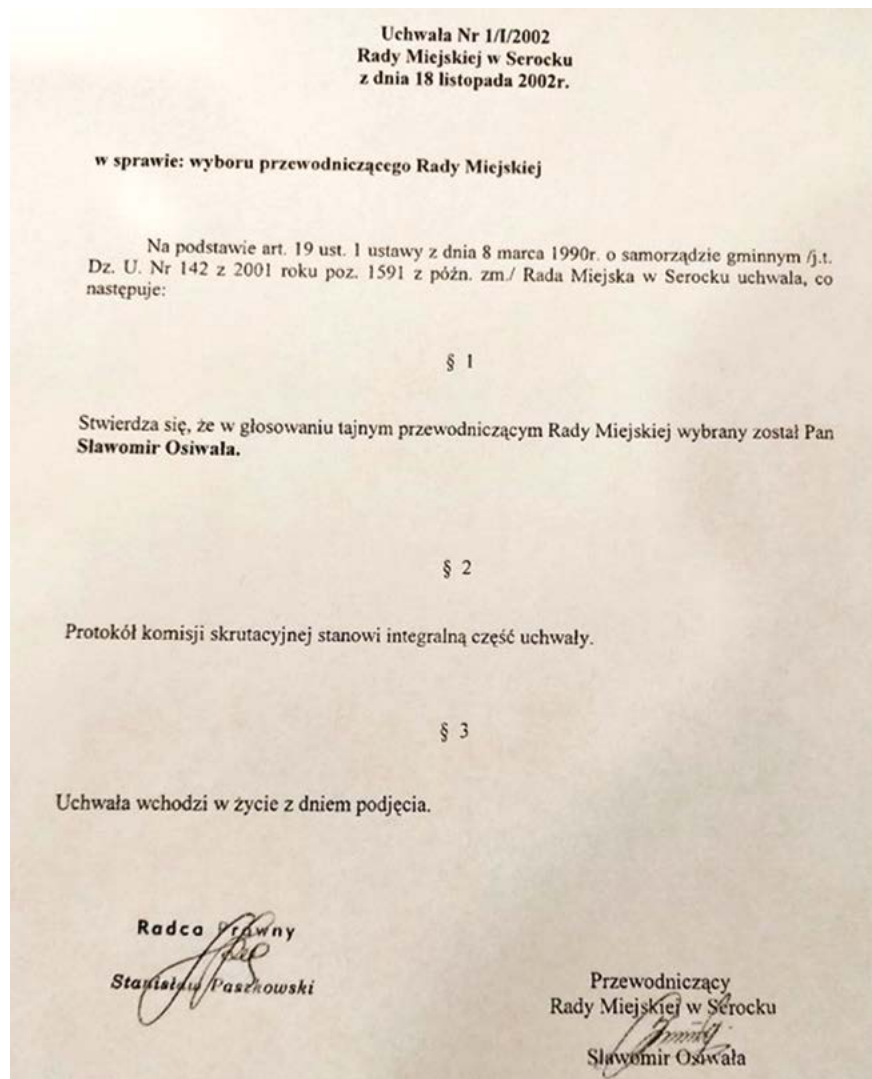 Uchwała Nr 1/I/2002
Rady Miejskiej w Serocku
z dnia 18 listopada 2002r.
w sprawie: wyboru przewodniczącego Rady Miejskiej
Na podstawie art. 19 ust. 1 ustawy z dnia 8 marca 1990r. o samorządzie gminnym /j.t.
Dz. U. Nr 142 z 2001 roku poz. 1591 z późn. zm./ Rada Miejska w Serocku uchwala, co
następuje:
§ 1
Stwierdza się, że w głosowaniu tajnym przewodniczącym Rady Miejskiej wybrany został Pan
Sławomir Osiwała.
§ 2
Protokół komisji skrutacyjnej stanowi integralną część uchwały.
§ 3
Uchwała wchodzi w życie z dniem podjęcia.
Radca Prawny
Stanisław Paszkowski
Przewodniczący
Rady Miejskiej w Serocku
Sławomir Osiwała